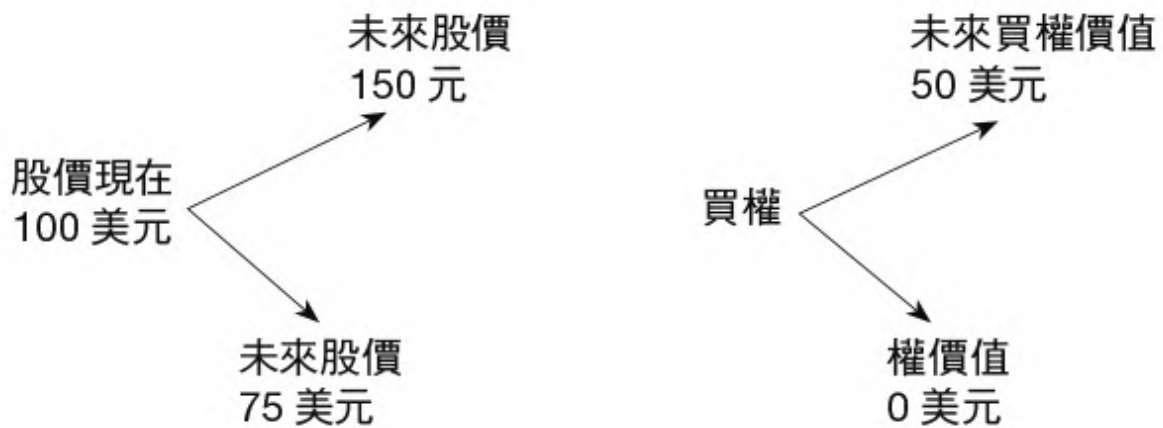 未來股價
150 元
股價現在
100 美元
未來股價
75 美元
未來買權價值
50 美元
買權
權價值
0 美元